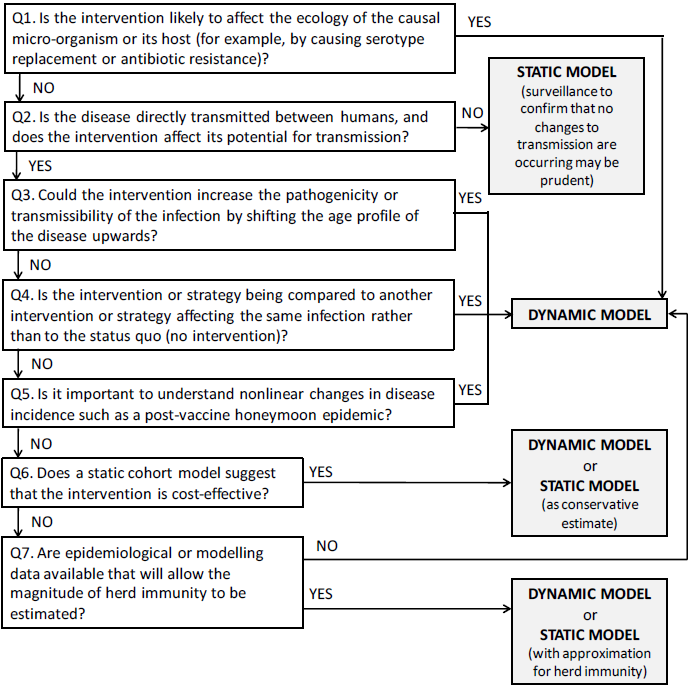 Q1. Is the intervention likely to affect the ecology of the causal
micro-organism or its host (for example, by causing serotype
replacement or antibiotic resistance)?
YES
NO
Q2. Is the disease directly transmitted between humans, and
does the intervention affect its potential for transmission?
NO
STATIC MODEL
(surveillance to
confirm that no
changes to
transmission are
occurring may be
prudent)
YES
Q3. Could the intervention increase the pathogenicity or
transmissibility of the infection by shifting the age profile of
the disease upwards?
YES
NO
Q4. Is the intervention or strategy being compared to another
intervention or strategy affecting the same infection rather
than to the status quo (no intervention)?
YES
DYNAMIC MODEL
NO
Q5. Is it important to understand nonlinear changes in disease
incidence such as a post-vaccine honeymoon epidemic?
YES
NO
Q6. Does a static cohort model suggest
that the intervention is cost-effective?
YES
DYNAMIC MODEL
or
STATIC MODEL
(as conservative
estimate)
NO
Q7. Are epidemiological or modelling
data available that will allow the
magnitude of herd immunity to be
estimated?
NO
YES
DYNAMIC MODEL
or
STATIC MODEL
(with approximation
for herd immunity)